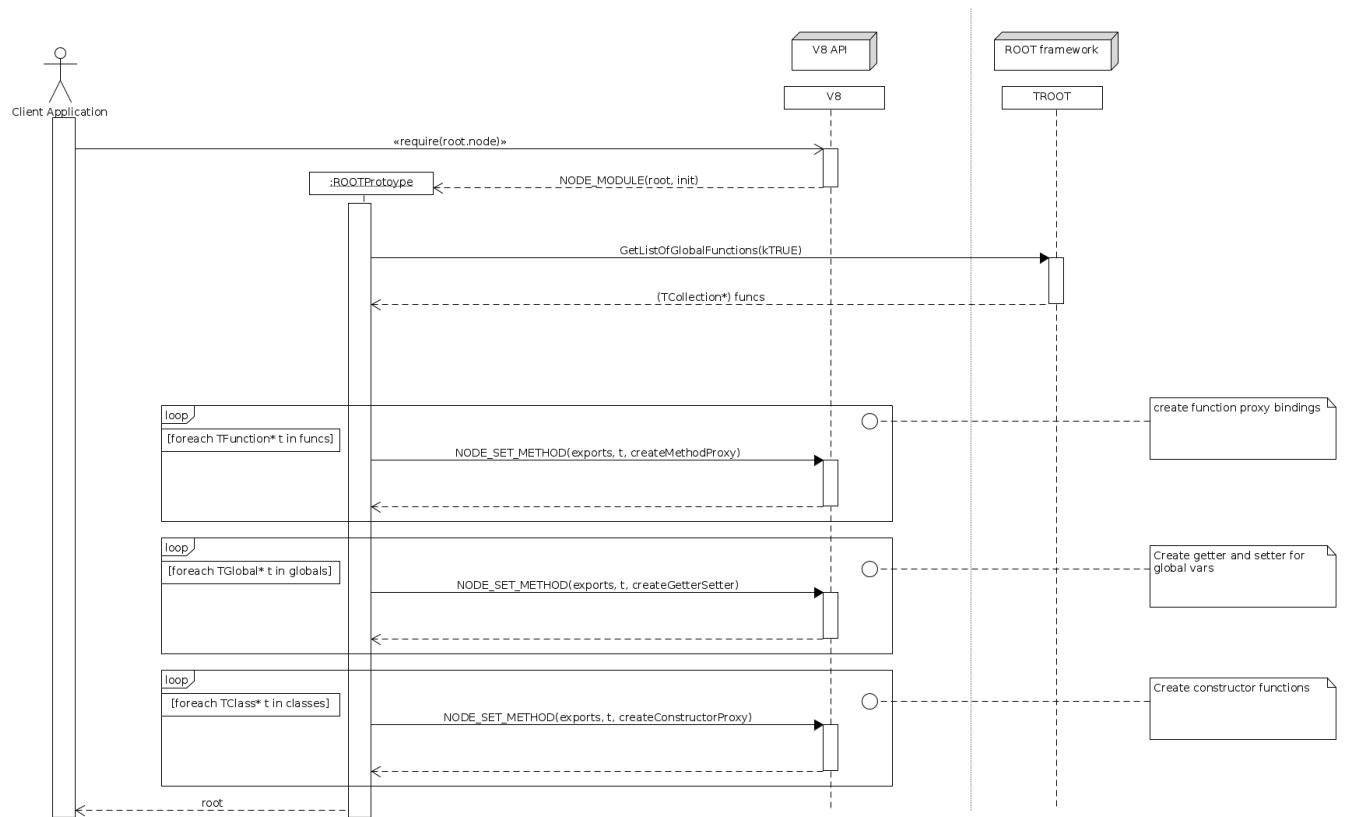 V8 API
ROOT framework
V8
TROOT
Client Application
«require(root.node)»
:ROOTProtoype
NODE_MODULE(root, init)
GetListOfGlobalFunctions(kTRUE)
(TCollection*) funcs
loop
[foreach TFunction* t in funcs]
create function proxy bindings
NODE_SET_METHOD(exports, t, createMethodProxy)
loop
[foreach TGlobal* t in globals]
Create getter and setter for
global vars
NODE_SET_METHOD(exports, t, createGetterSetter)
loop
[foreach TClass* t in classes]
Create constructor functions
NODE_SET_METHOD(exports, t, createConstructorProxy)
root